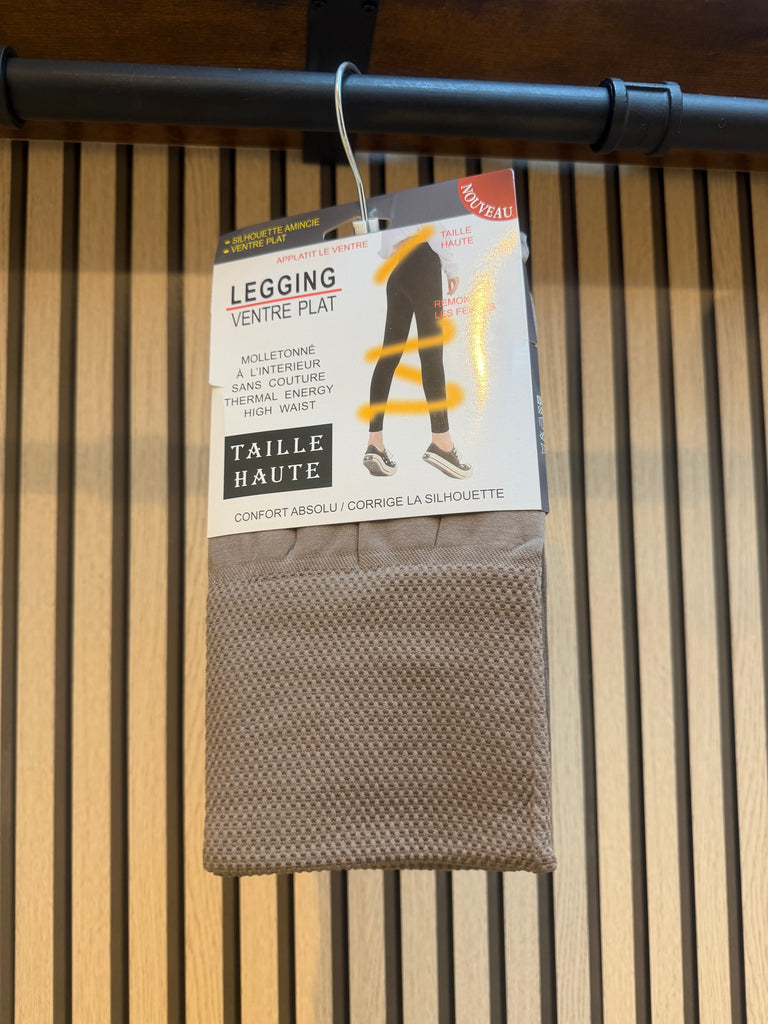 NOUVEAU
SILHOUETTE AMINCIE
VENTRE PLAT
APPLATIT LE VENTRE
TAILLE
HAUTE
LEGGING
VENTRE PLAT
MOLLETONNÉ
À L'INTERIEUR
SANS COUTURE
THERMAL ENERGY
HIGH WAIST
LES
TAILLE
HAUTE
CONFORT ABSOLU / CORRIGE LA SILHOUETTE